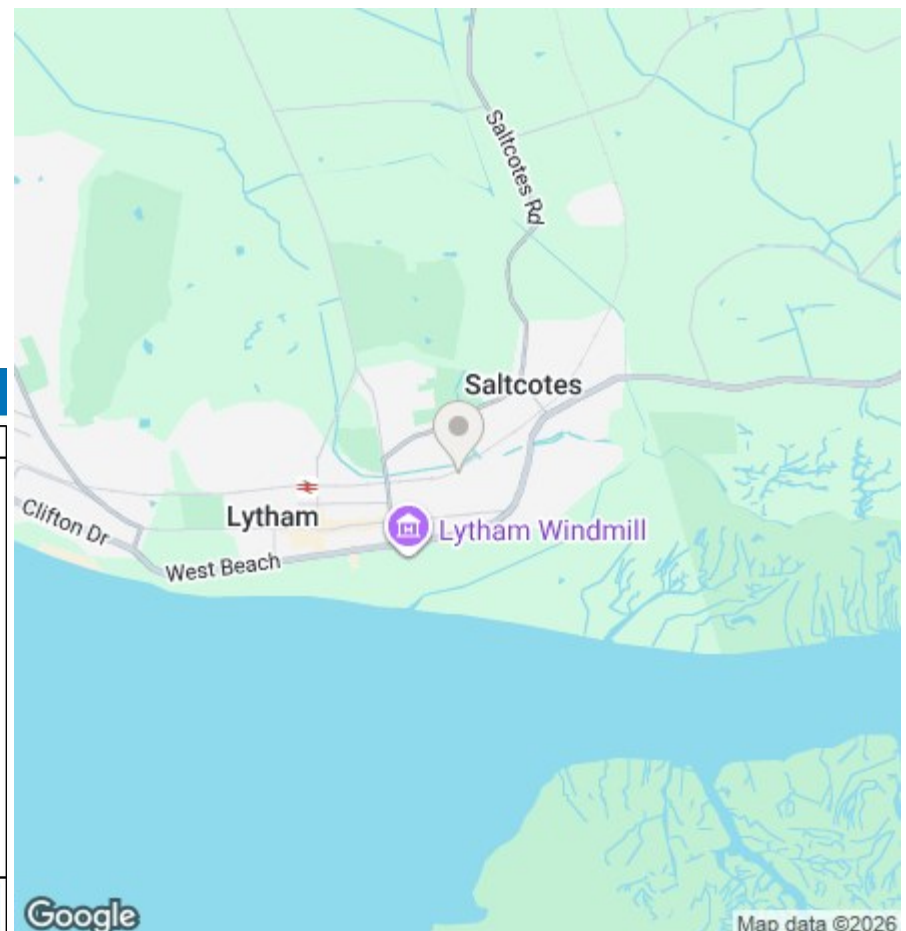 Saltcotes Rd
Saltcotes
Lytham
Lytham Windmill
Clifton Dr
West Beach
Google
Map data ©2026